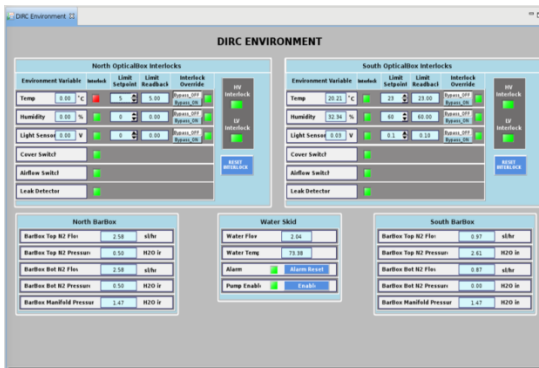 DIRC Environment
DIRC ENVIRONMENT
North OpticalBox Interlocks
Environment Variable Interlock Limit Setpoint Limit Readback Interlock Override
Temp 0.00 °C 5 5.00 Bypass_OFF Bypass_ON
Humidity 0.00 % 0 0.00 Bypass_OFF Bypass_ON
Light Sensor 0.00 V 0 0.00 Bypass_OFF Bypass_ON
Cover Switch
Airflow Switch
Leak Detector
HV Interlock
LV Interlock
RESET INTERLOCK
South OpticalBox Interlocks
Environment Variable Interlock Limit Setpoint Limit Readback Interlock Override
Temp 20.21 °C 23 23.00 Bypass_OFF Bypass_ON
Humidity 32.34 % 60 60.00 Bypass_OFF Bypass_ON
Light Sensor 0.03 V 0.1 0.10 Bypass_OFF Bypass_ON
Cover Switch
Airflow Switch
Leak Detector
HV Interlock
LV Interlock
RESET INTERLOCK
North BarBox
BarBox Top N2 Flow 2.58 sl/hr
BarBox Top N2 Pressure 0.50 H2O in
BarBox Bot N2 Flow 2.58 sl/hr
BarBox Bot N2 Pressure 0.50 H2O in
BarBox Manifold Pressur 1.47 H2O in
Water Skid
Water Flow 2.04
Water Temp 73.38
Alarm Alarm Reset
Pump Enable Enable
South BarBox
BarBox Top N2 Flow 0.97 sl/hr
BarBox Top N2 Pressure 2.61 H2O in
BarBox Bot N2 Flow 0.87 sl/hr
BarBox Bot N2 Pressure 0.00 H2O in
BarBox Manifold Pressur 1.47 H2O in